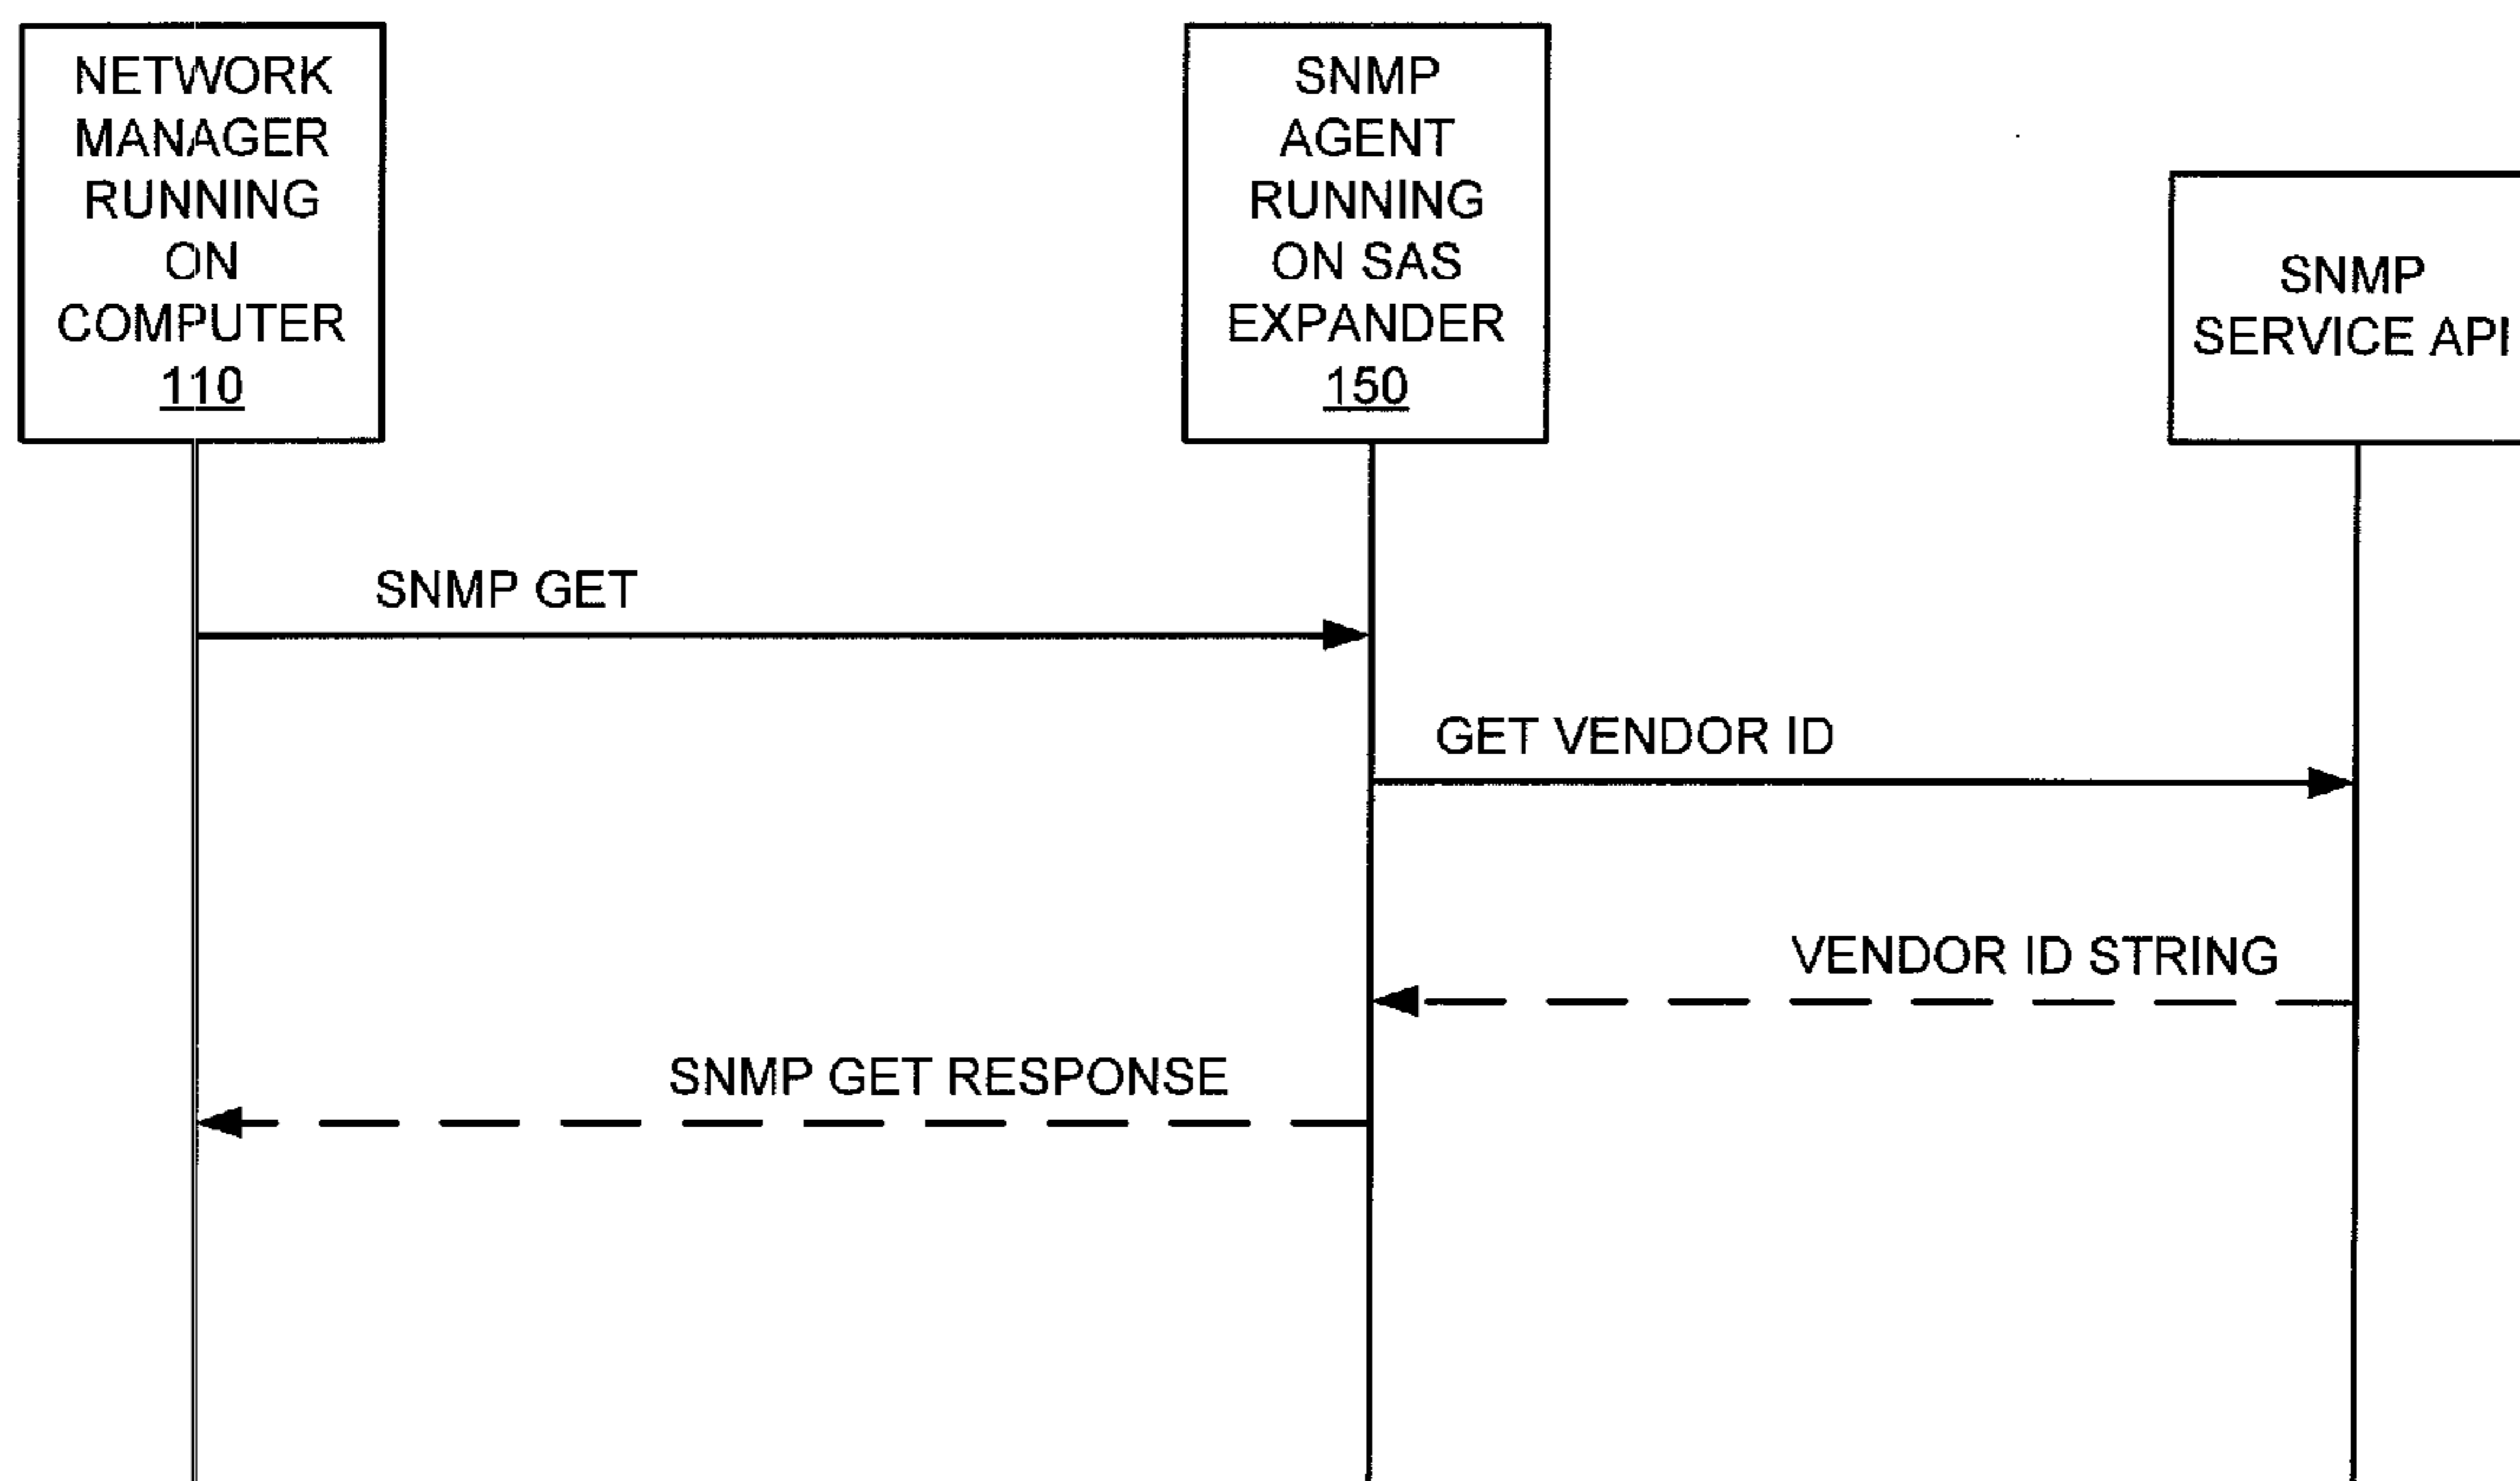 NETWORK
MANAGER
RUNNING
ON
COMPUTER
110
SNMP
AGENT
RUNNING
ON SAS
EXPANDER
150
SNMP
SERVICE API
SNMP GET
GET VENDOR ID
VENDOR ID STRING
SNMP GET RESPONSE